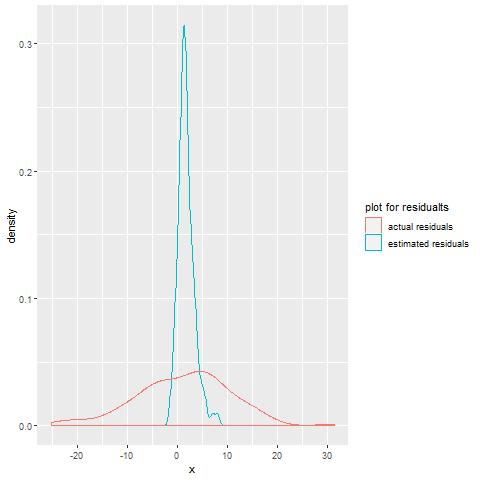 0.3
0.2
0.1
0.0
density
-20 -10 0 10 20 30
x
plot for residualts
actual residuals
estimated residuals